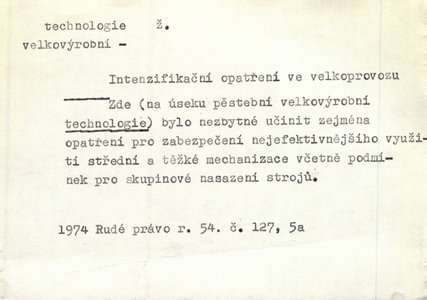 technologie ž.
velkovýrobní -
Intenzifikační opatření ve velkoprovozu
Zde (na úseku pěstební velkovýrobní
technologie) bylo nezbytné učinit zejména
opatření pro zabezpečení nejefektivnějšího využi-
tí střední a těžké mechanizace včetně podmí-
nek pro skupinové nasazení strojů.
1974 Rudé právo r. 54. č. 127, 5a